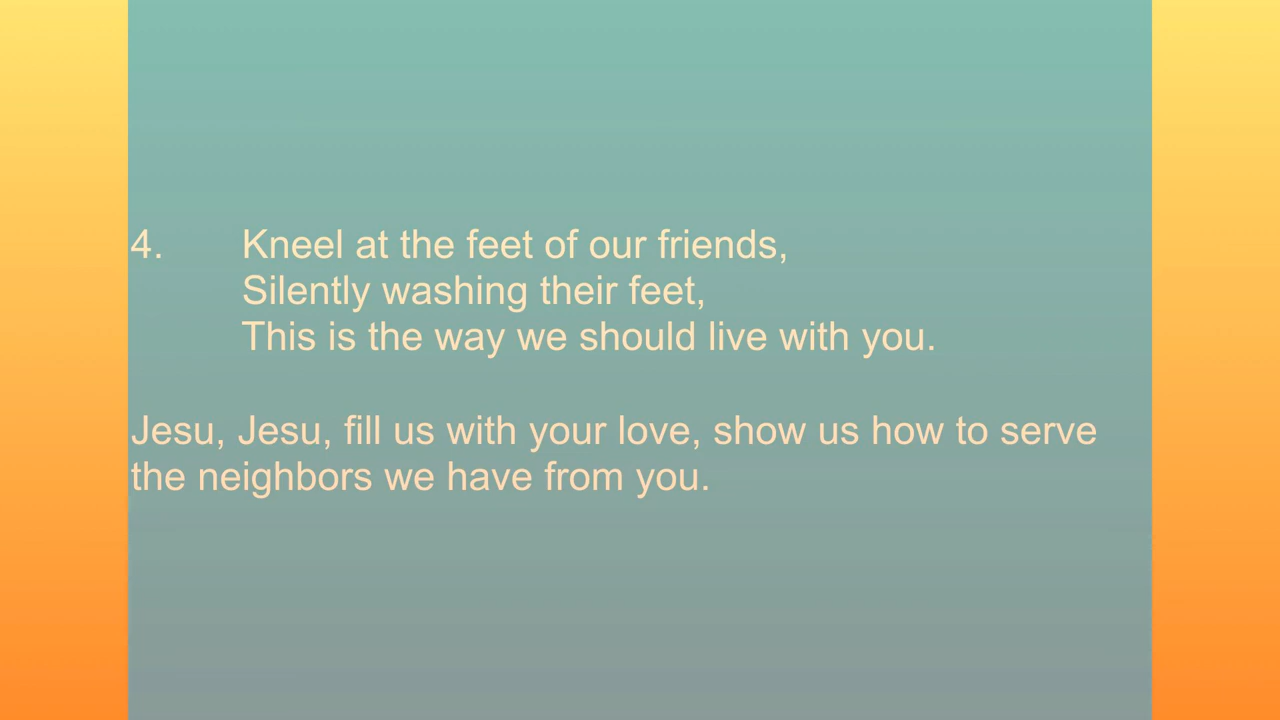 4. Kneel at the feet of our friends,
Silently washing their feet,
This is the way we should live with you.
Jesu, Jesu, fill us with your love, show us how to serve
the neighbors we have from you.